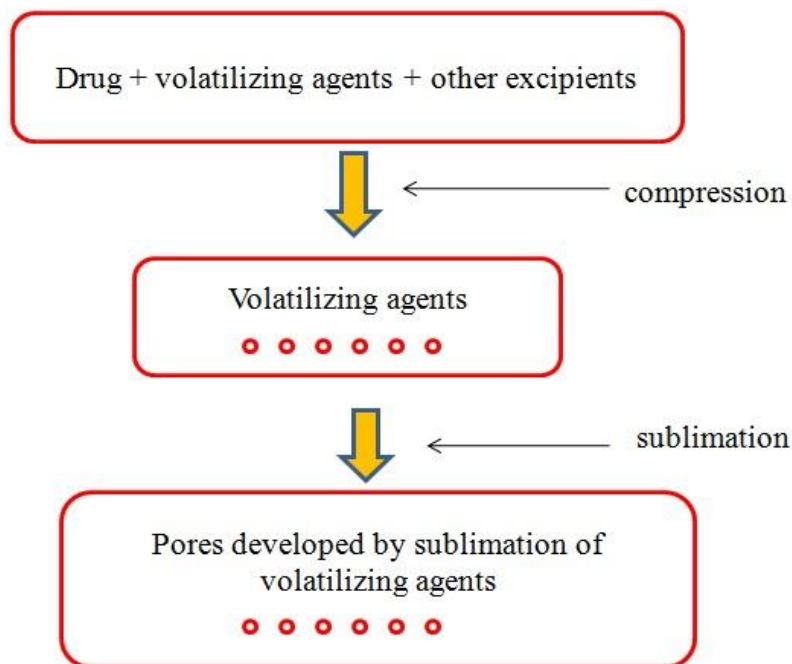 Drug + volatilizing agents + other excipients
compression
Volatilizing agents
sublimation
Pores developed by sublimation of
volatilizing agents